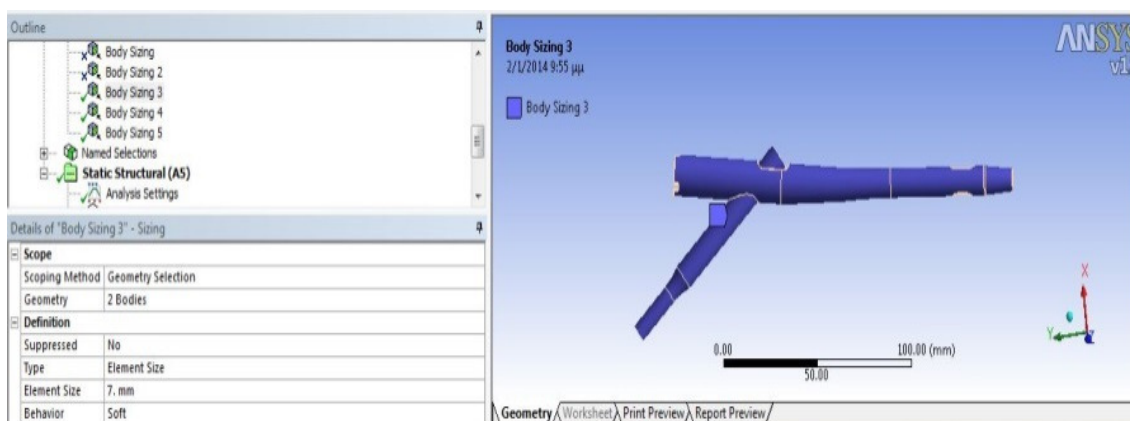 Outline
Body Sizing
Body Sizing 2
Body Sizing 3
Body Sizing 4
Body Sizing 5
Named Selections
Static Structural (A5)
Analysis Settings
Details of "Body Sizing 3" - Sizing
Scope
Scoping Method Geometry Selection
Geometry 2 Bodies
Definition
Suppressed No
Type Element Size
Element Size 7. mm
Behavior Soft
Body Sizing 3
2/1/2014 9:55 μμ
Body Sizing 3
ANSYS
v1
X
Y
Z
0.00 100.00 (mm)
50.00
Geometry Worksheet Print Preview Report Preview